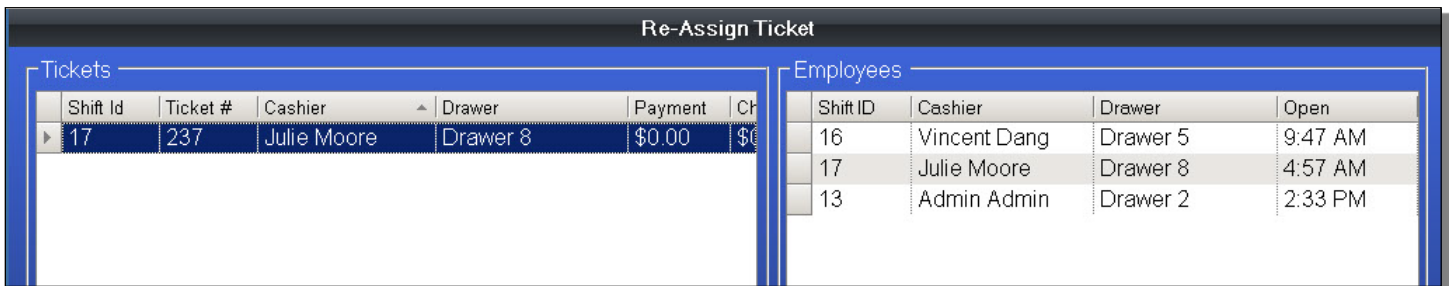 Re-Assign Ticket
Tickets
Shift Id Ticket # Cashier Drawer Payment Ch
17 237 Julie Moore Drawer 8 $0.00 $0
Employees
Shift ID Cashier Drawer Open
16 Vincent Dang Drawer 5 9:47 AM
17 Julie Moore Drawer 8 4:57 AM
13 Admin Admin Drawer 2 2:33 PM